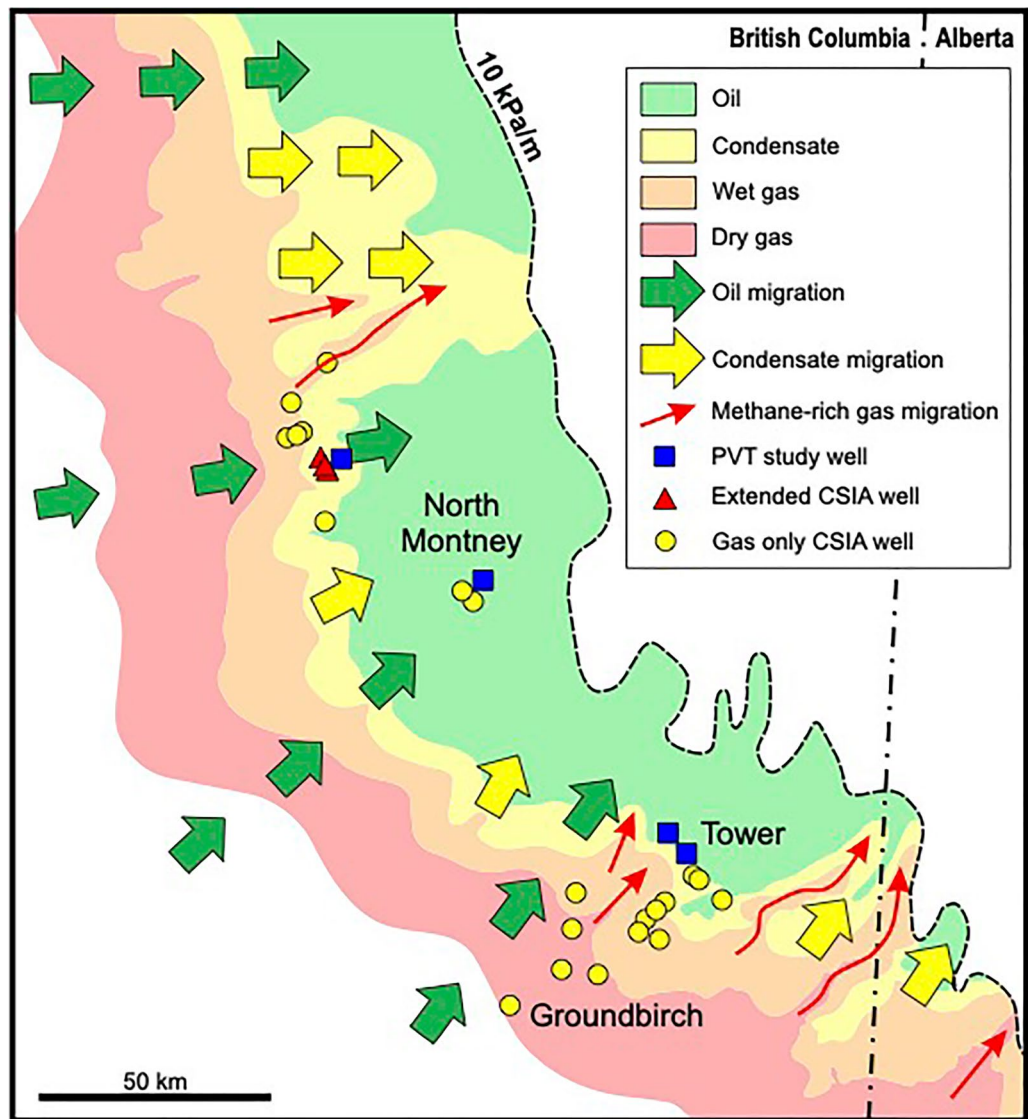 British Columbia
Alberta
10 kPa/m
Oil
Condensate
Wet gas
Dry gas
Oil migration
Condensate migration
Methane-rich gas migration
PVT study well
Extended CSIA well
Gas only CSIA well
North
Montney
Tower
Groundbirch
50 km